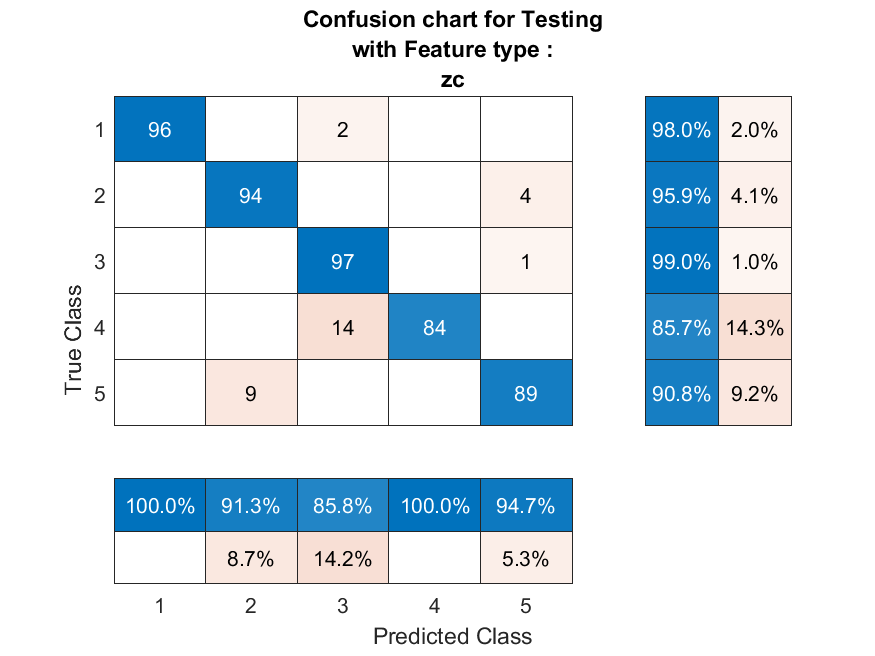 Confusion chart for Testing
with Feature type :
zc
1 96 2 98.0% 2.0%
2 94 4 95.9% 4.1%
3 97 1 99.0% 1.0%
4 14 84 85.7% 14.3%
5 9 89 90.8% 9.2%
True Class
100.0% 91.3% 85.8% 100.0% 94.7%
8.7% 14.2% 5.3%
1 2 3 4 5
Predicted Class